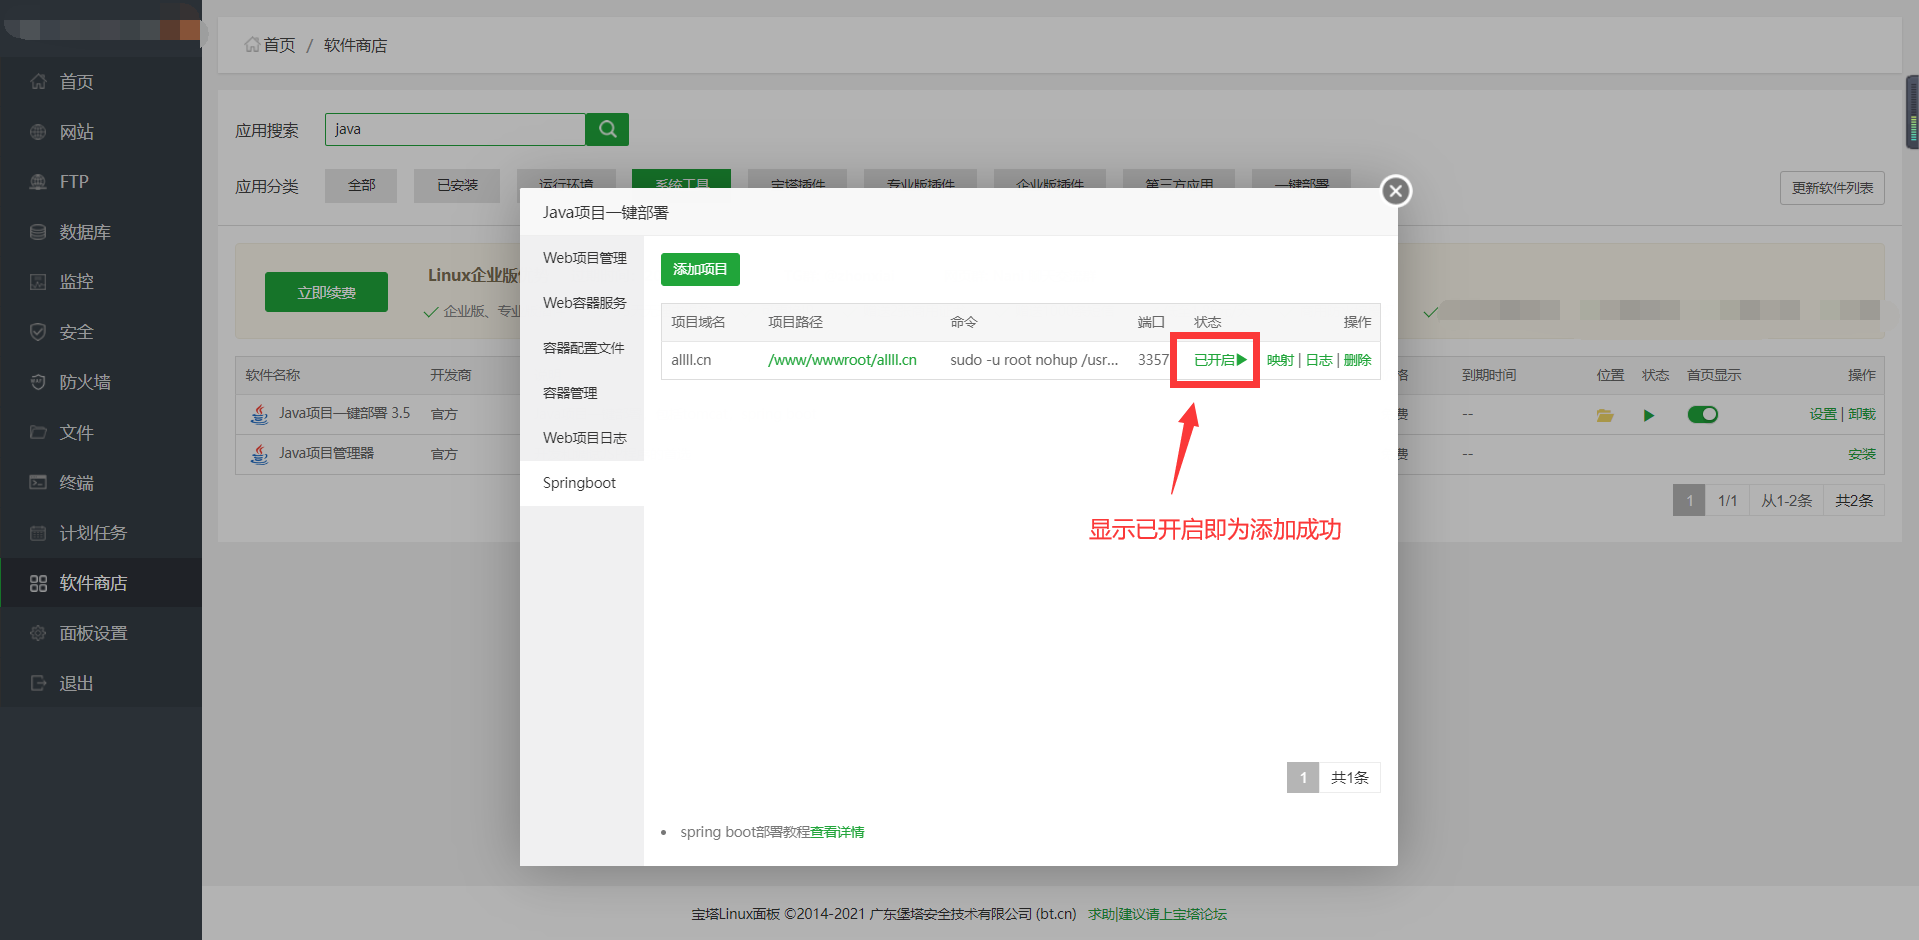 首页 / 软件商店
首页
网站
FTP
数据库
监控
安全
防火墙
文件
终端
计划任务
软件商店
面板设置
退出
应用搜索 java
应用分类 全部 已安装 运行环境 系统工具 宝塔插件 专业版插件 企业版插件 第三方应用 一键部署 更新软件列表
立即续费 Linux企业版
企业版、专业
软件名称 开发商 到期时间 位置 状态 首页显示 操作
Java项目一键部署 3.5 官方 费 -- 设置 | 卸载
Java项目管理器 官方 费 -- 安装
1 1/1 从1-2条 共2条
Java项目一键部署
Web项目管理
Web容器服务
容器配置文件
容器管理
Web项目日志
Springboot
添加项目
项目域名 项目路径 命令 端口 状态 操作
allll.cn /www/wwwroot/allll.cn sudo -u root nohup /usr... 3357 已开启 映射 | 日志 | 删除
显示已开启即为添加成功
1 共1条
spring boot部署教程查看详情
宝塔Linux面板 ©2014-2021 广东堡塔安全技术有限公司 (bt.cn) 求助|建议请上宝塔论坛